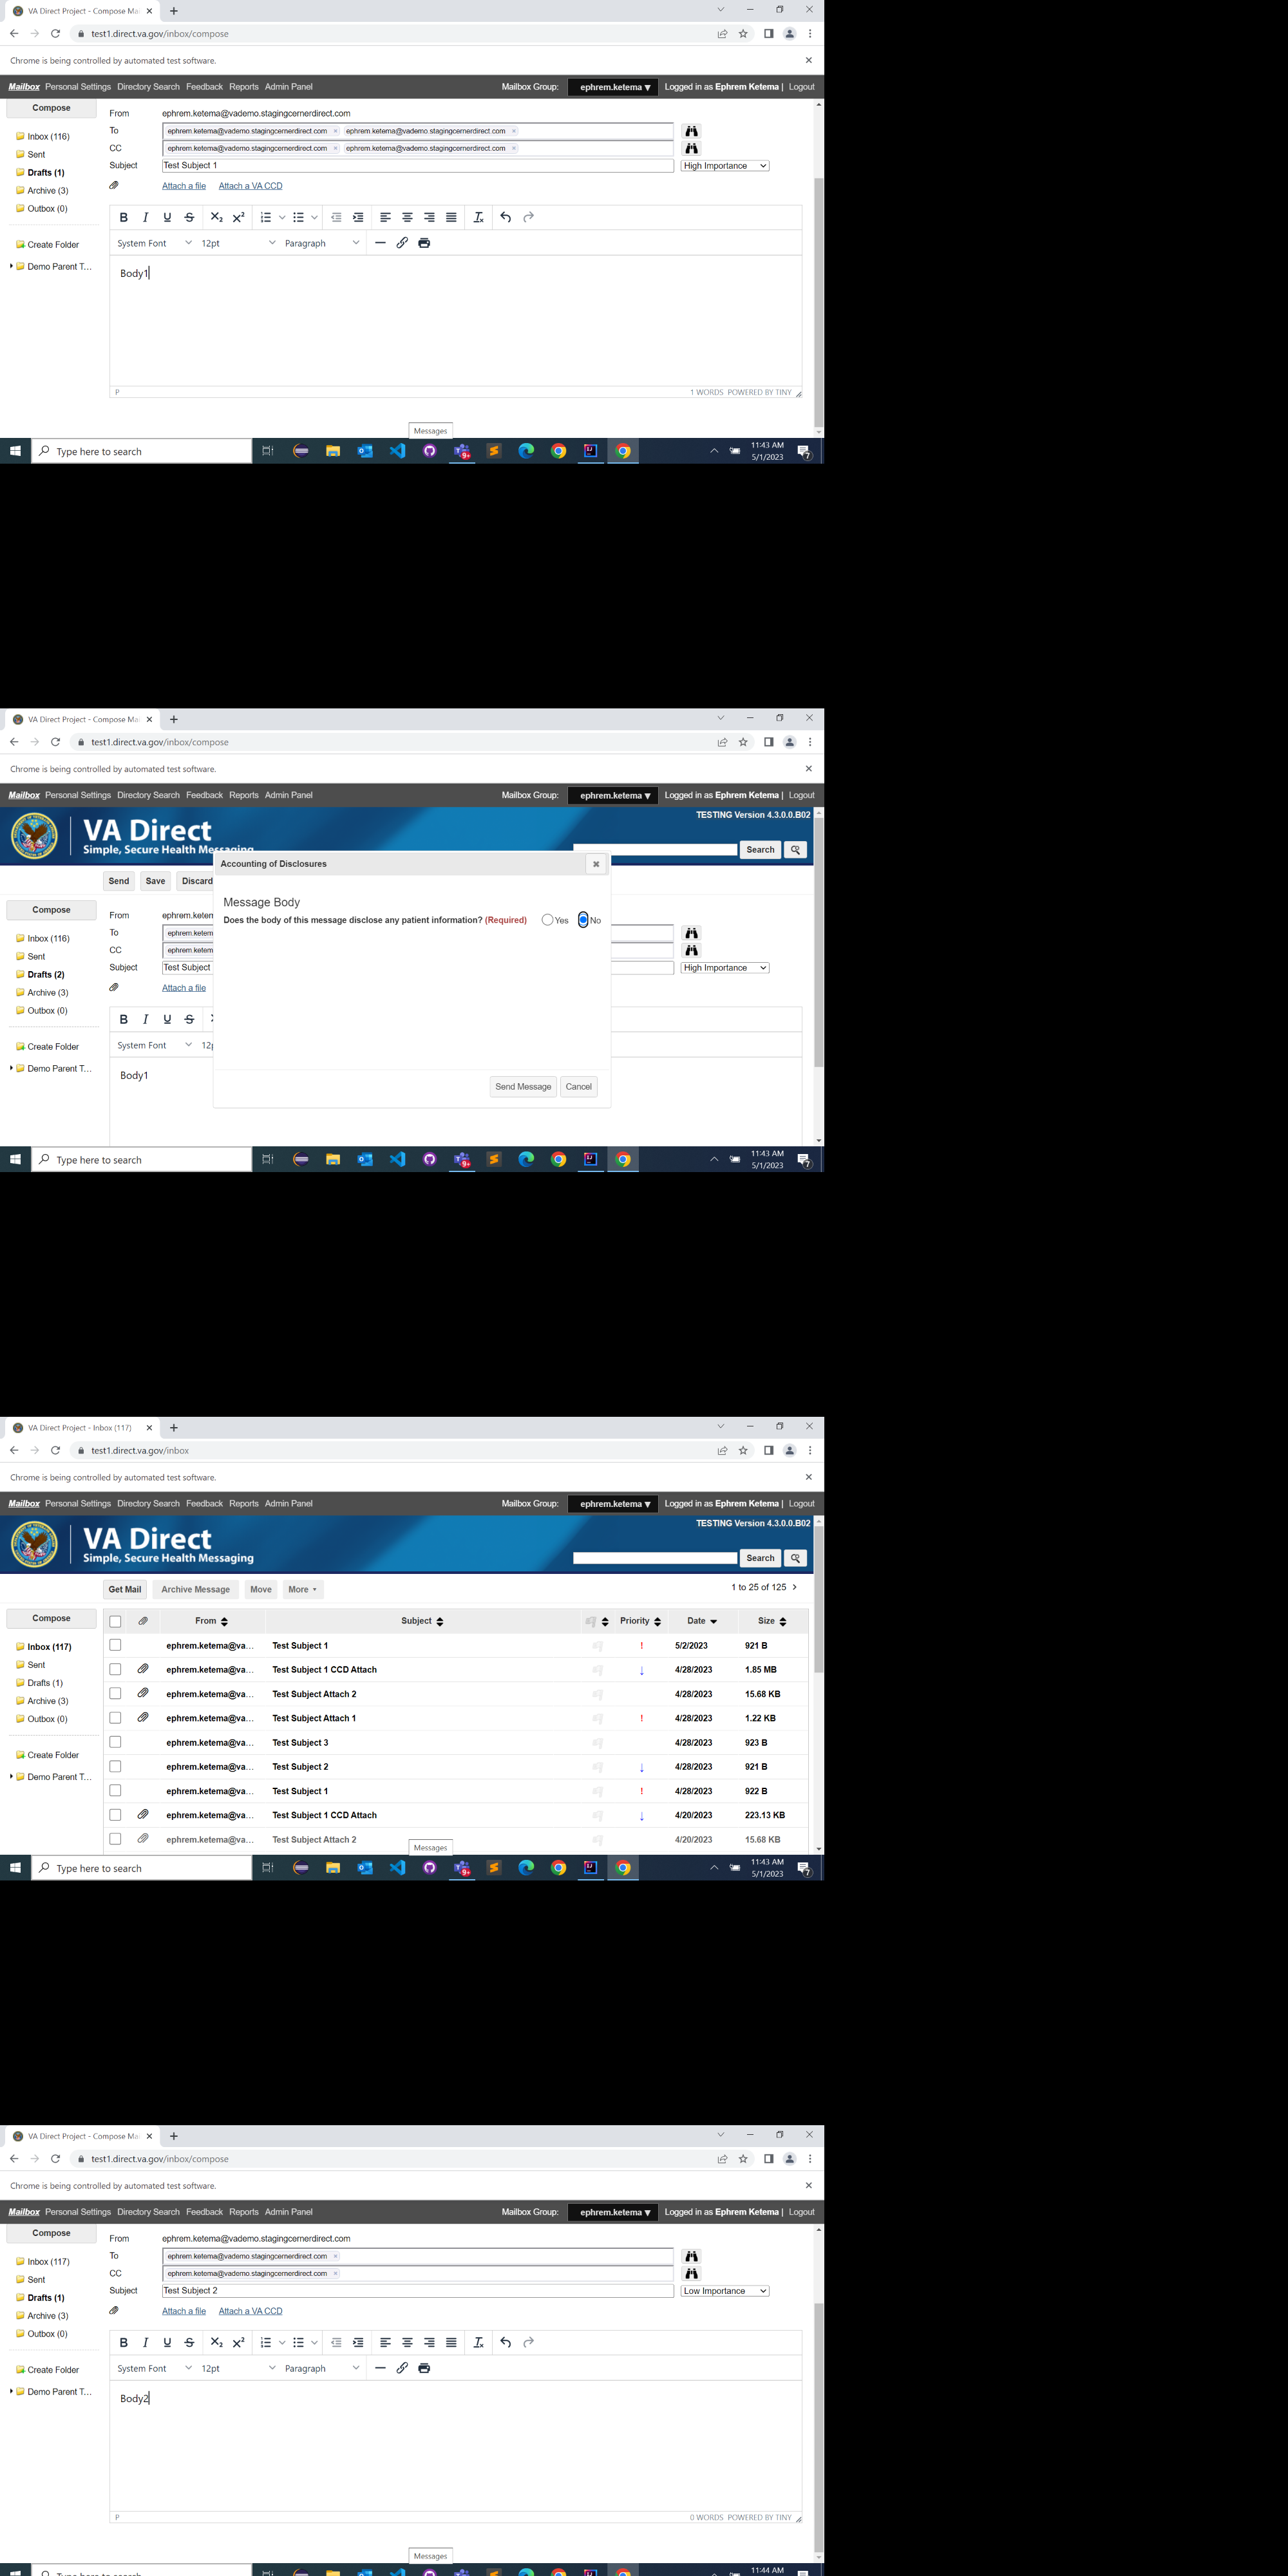 VA Direct Project - Compose Ma
test1.direct.va.gov/inbox/compose
Chrome is being controlled by automated test software.
Mailbox Personal Settings Directory Search Feedback Reports Admin Panel Mailbox Group: ephrem.ketema ▼ Logged in as Ephrem Ketema | Logout
Compose
From ephrem.ketema@vademo.stagingcernerdirect.com
To ephrem.ketema@vademo.stagingcernerdirect.com × ephrem.ketema@vademo.stagingcernerdirect.com ×
CC ephrem.ketema@vademo.stagingcernerdirect.com × ephrem.ketema@vademo.stagingcernerdirect.com ×
Subject Test Subject 1 High Importance
Attach a file Attach a VA CCD
Inbox (116)
Sent
Drafts (1)
Archive (3)
Outbox (0)
Create Folder
Demo Parent T...
B I U S X₂ X²
System Font 12pt Paragraph
Body1
P 1 WORDS POWERED BY TINY
Messages
Type here to search 9+ 11:43 AM
5/1/2023 7
VA Direct Project - Compose Ma
test1.direct.va.gov/inbox/compose
Chrome is being controlled by automated test software.
Mailbox Personal Settings Directory Search Feedback Reports Admin Panel Mailbox Group: ephrem.ketema ▼ Logged in as Ephrem Ketema | Logout
TESTING Version 4.3.0.0.B02
VA Direct
Simple, Secure Health Messaging
Search
Send Save Discard
Accounting of Disclosures
Message Body
Does the body of this message disclose any patient information? (Required) Yes No
Send Message Cancel
Compose
Inbox (116)
Sent
Drafts (2)
Archive (3)
Outbox (0)
Create Folder
Demo Parent T...
From ephrem.keten
To ephrem.ketem
CC ephrem.ketem
Subject Test Subject High Importance
Attach a file
B I U S
System Font 12p
Body1
Type here to search 9+ 11:43 AM
5/1/2023 7
VA Direct Project - Inbox (117)
test1.direct.va.gov/inbox
Chrome is being controlled by automated test software.
Mailbox Personal Settings Directory Search Feedback Reports Admin Panel Mailbox Group: ephrem.ketema ▼ Logged in as Ephrem Ketema | Logout
TESTING Version 4.3.0.0.B02
VA Direct
Simple, Secure Health Messaging
Search
Get Mail Archive Message Move More 1 to 25 of 125
Compose
Inbox (117)
Sent
Drafts (1)
Archive (3)
Outbox (0)
Create Folder
Demo Parent T...
From Subject Priority Date Size
ephrem.ketema@va... Test Subject 1 ! 5/2/2023 921 B
ephrem.ketema@va... Test Subject 1 CCD Attach ↓ 4/28/2023 1.85 MB
ephrem.ketema@va... Test Subject Attach 2 4/28/2023 15.68 KB
ephrem.ketema@va... Test Subject Attach 1 ! 4/28/2023 1.22 KB
ephrem.ketema@va... Test Subject 3 4/28/2023 923 B
ephrem.ketema@va... Test Subject 2 ↓ 4/28/2023 921 B
ephrem.ketema@va... Test Subject 1 ! 4/28/2023 922 B
ephrem.ketema@va... Test Subject 1 CCD Attach ↓ 4/20/2023 223.13 KB
ephrem.ketema@va... Test Subject Attach 2 4/20/2023 15.68 KB
Messages
Type here to search 9+ 11:43 AM
5/1/2023 7
VA Direct Project - Compose Ma
test1.direct.va.gov/inbox/compose
Chrome is being controlled by automated test software.
Mailbox Personal Settings Directory Search Feedback Reports Admin Panel Mailbox Group: ephrem.ketema ▼ Logged in as Ephrem Ketema | Logout
Compose
From ephrem.ketema@vademo.stagingcernerdirect.com
To ephrem.ketema@vademo.stagingcernerdirect.com ×
CC ephrem.ketema@vademo.stagingcernerdirect.com ×
Subject Test Subject 2 Low Importance
Attach a file Attach a VA CCD
Inbox (117)
Sent
Drafts (1)
Archive (3)
Outbox (0)
Create Folder
Demo Parent T...
B I U S X₂ X²
System Font 12pt Paragraph
Body2
P 0 WORDS POWERED BY TINY
Messages
Type here to search 11:44 AM